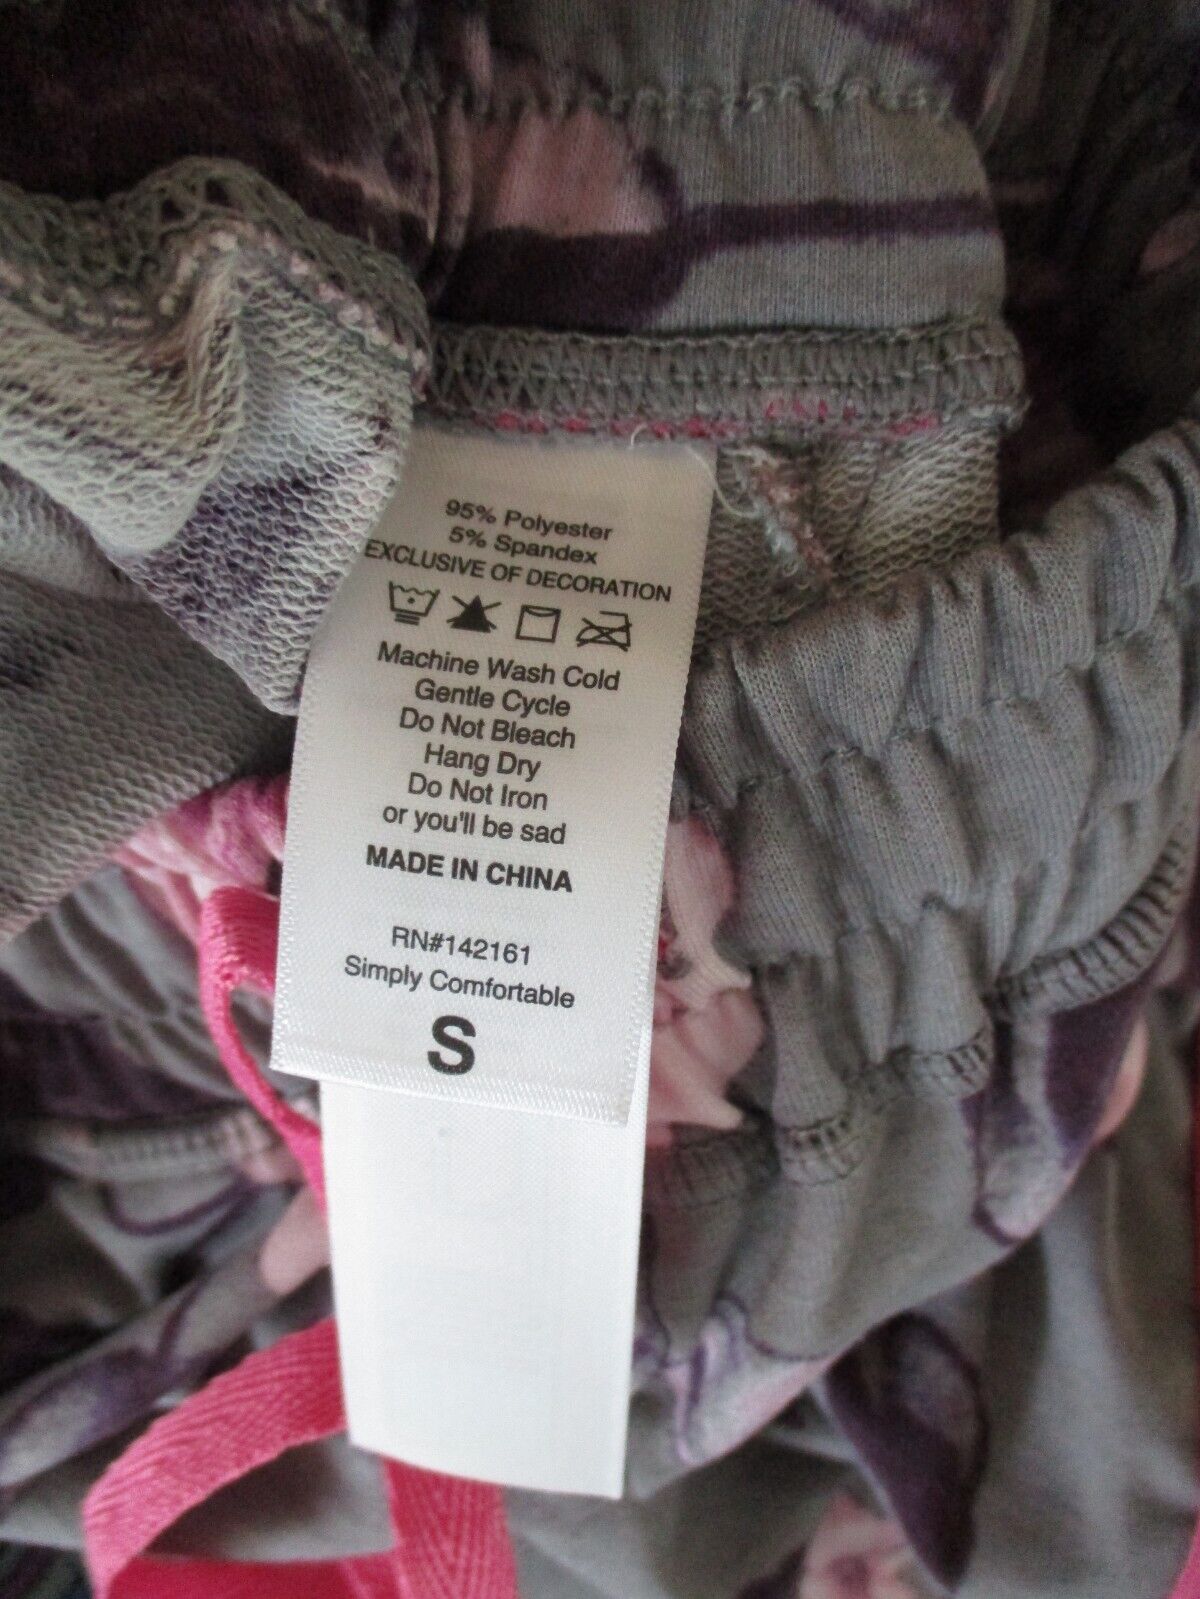 95% Polyester
5% Spandex
EXCLUSIVE OF DECORATION
Machine Wash Cold
Gentle Cycle
Do Not Bleach
Hang Dry
Do Not Iron
or you'll be sad
MADE IN CHINA
RN#142161
Simply Comfortable
S